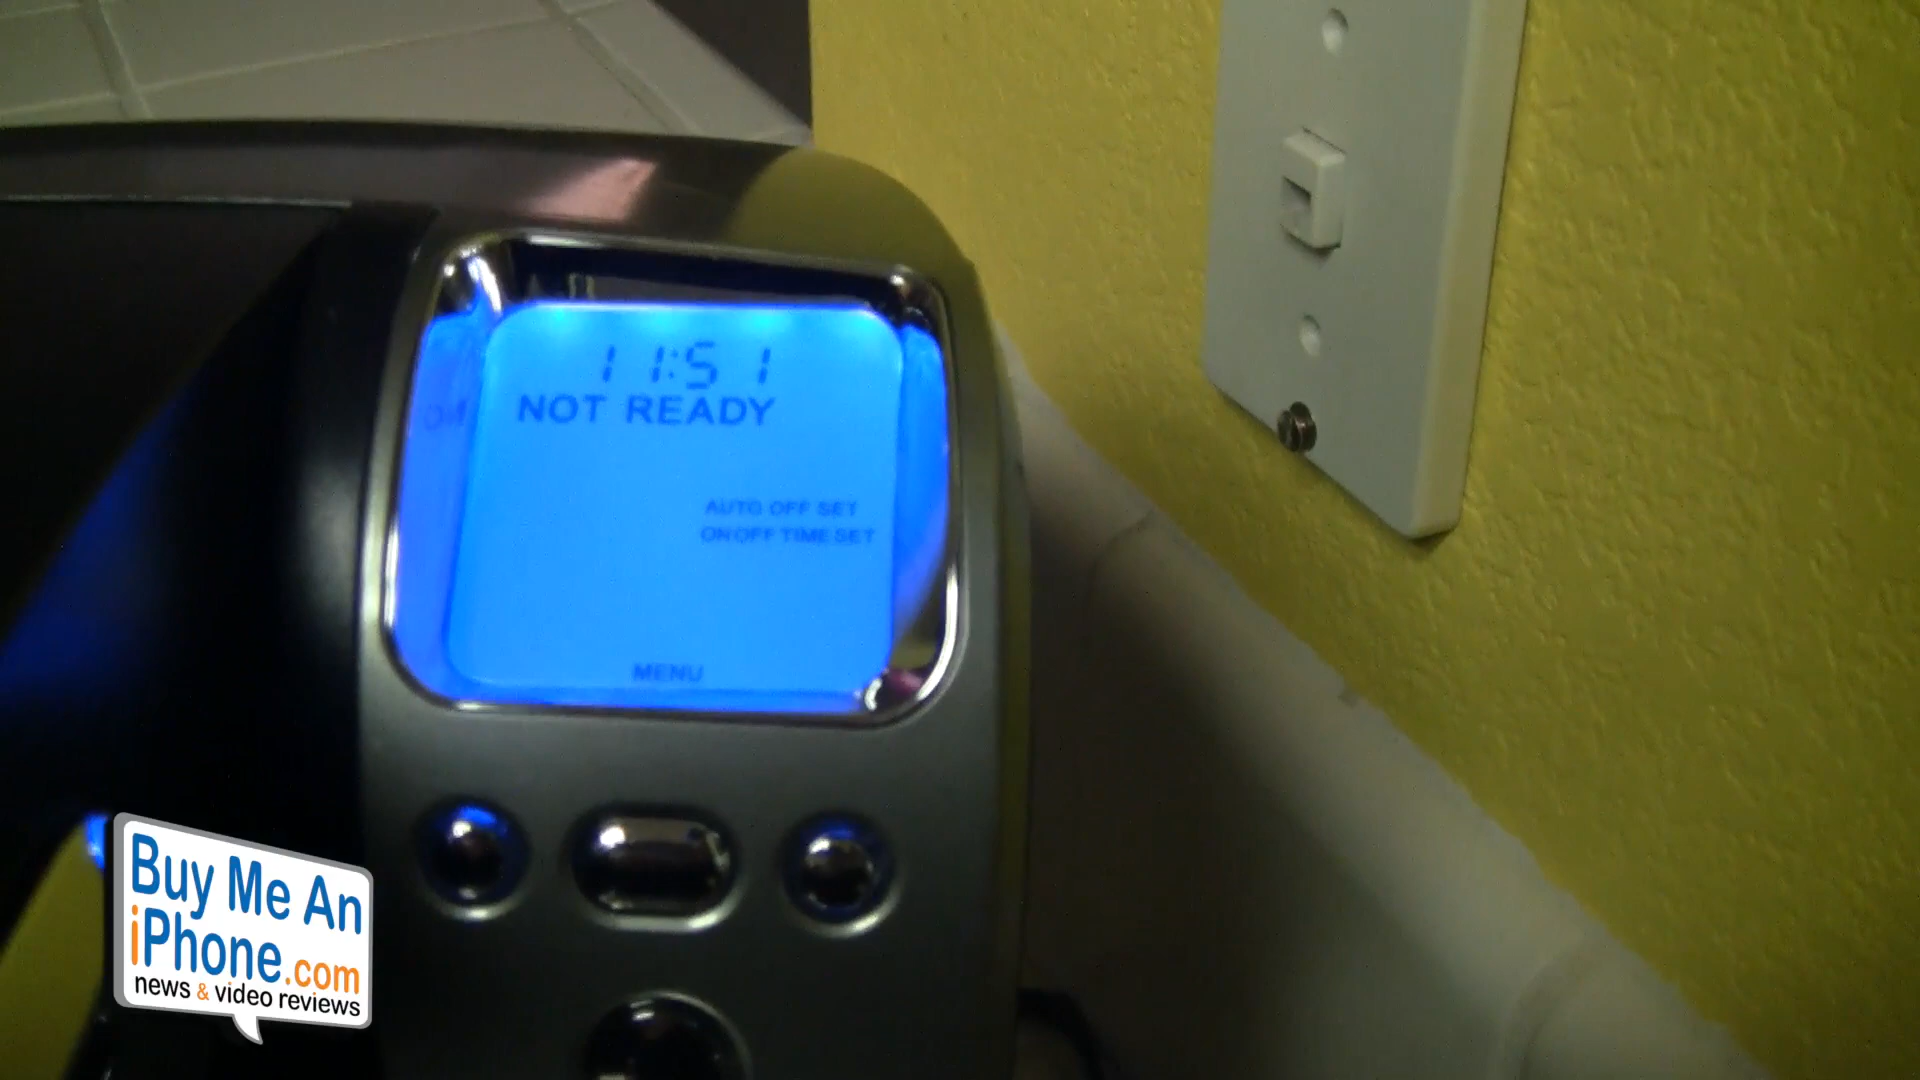 11:51
NOT READY
AUTO OFF SET
ON OFF TIME SET
MENU
Buy Me An
iPhone.com
news & video reviews